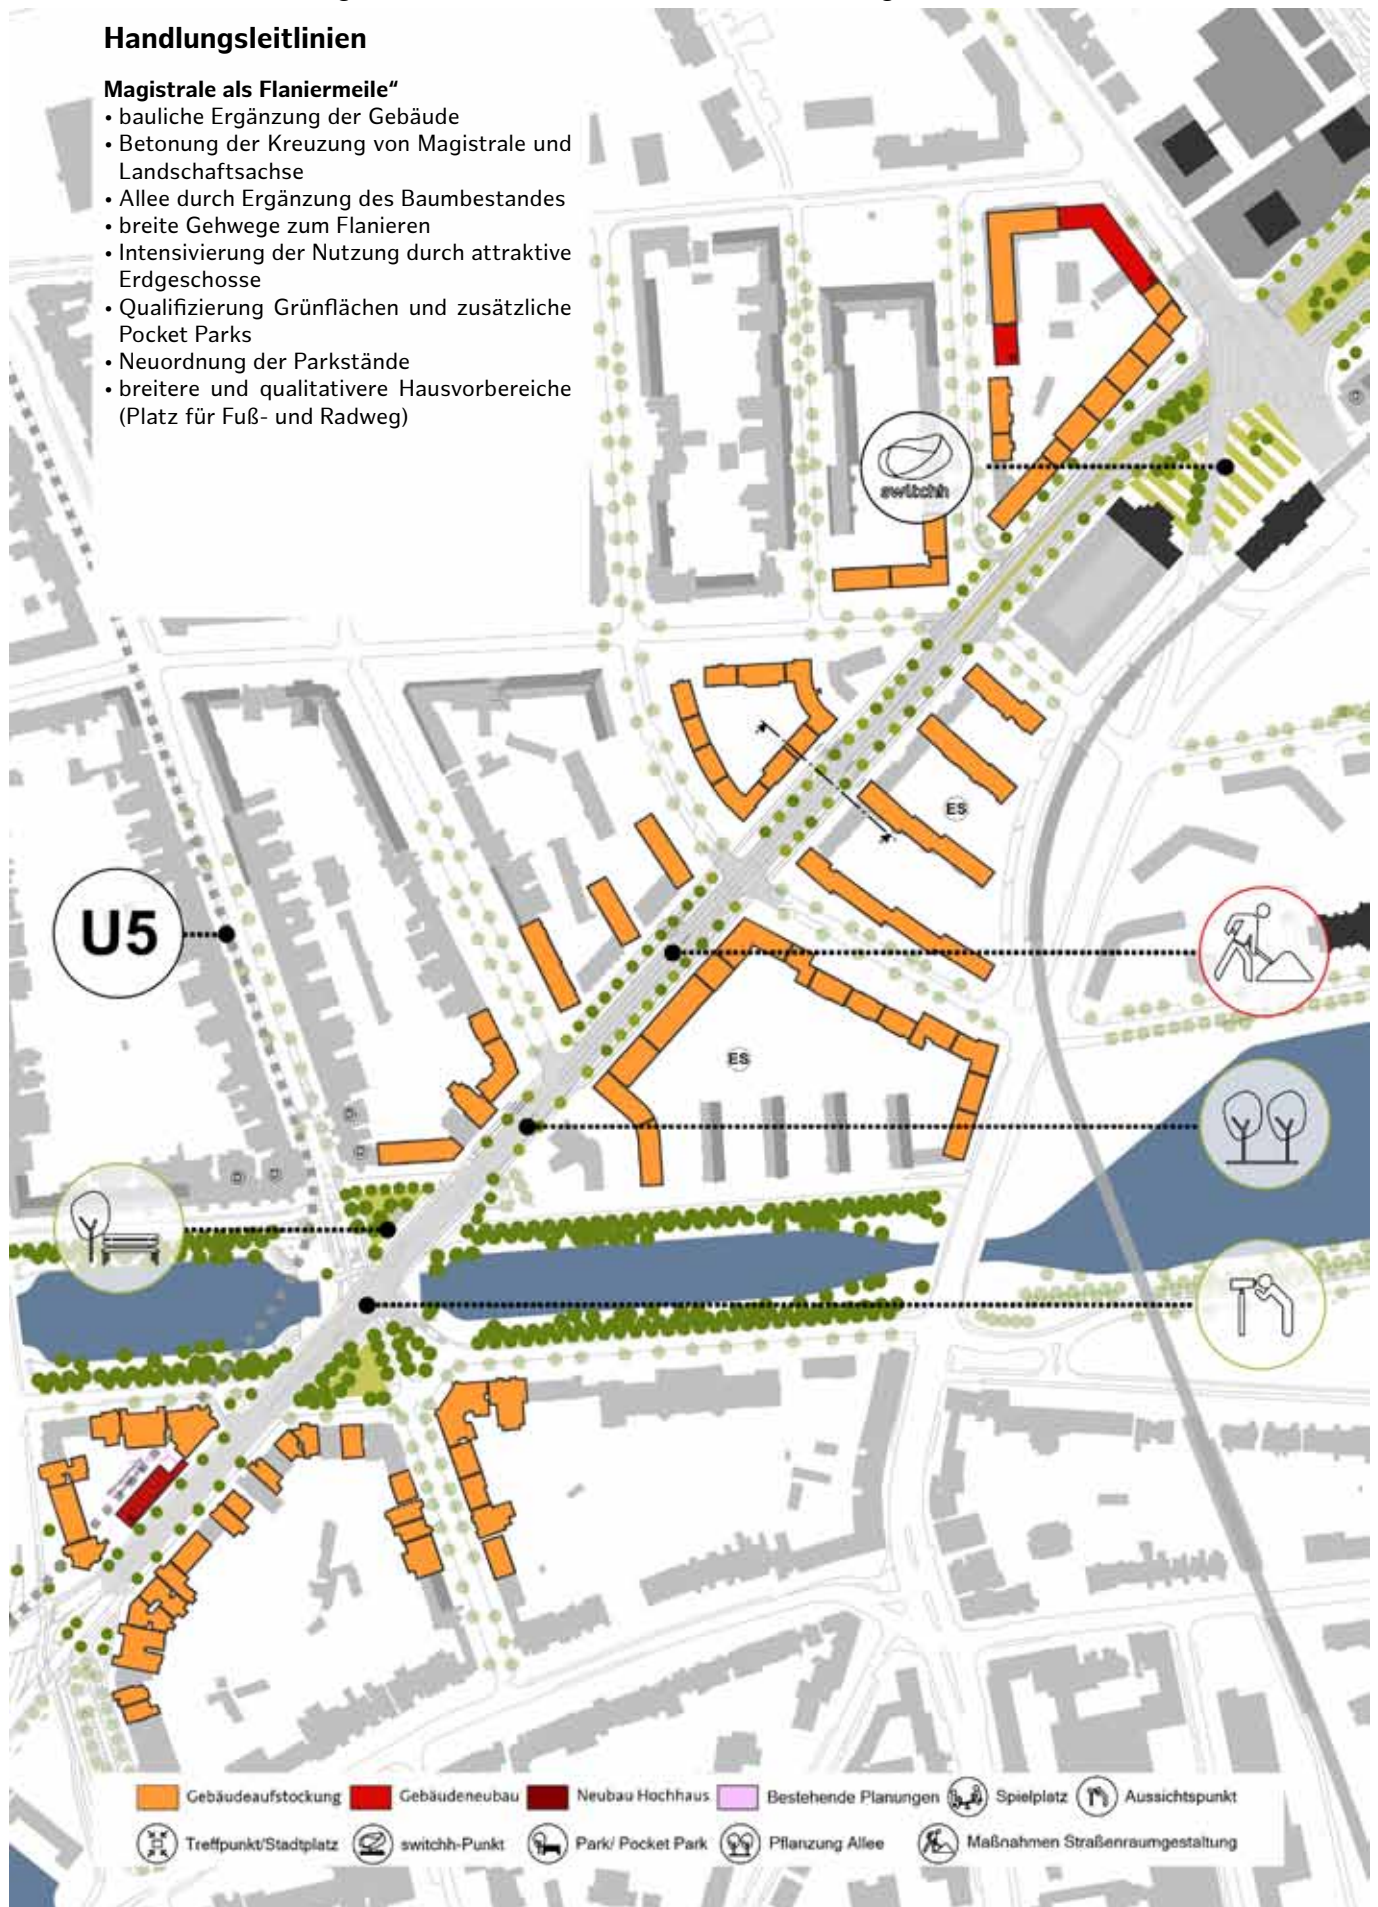 Handlungsleitlinien
Magistrale als Flaniermeile“
• bauliche Ergänzung der Gebäude
• Betonung der Kreuzung von Magistrale und
Landschaftsachse
• Allee durch Ergänzung des Baumbestandes
• breite Gehwege zum Flanieren
• Intensivierung der Nutzung durch attraktive
Erdgeschosse
• Qualifizierung Grünflächen und zusätzliche
Pocket Parks
• Neuordnung der Parkstände
• breitere und qualitativere Hausvorbereiche
(Platz für Fuß- und Radweg)
switchh
ES
U5
ES
Gebäudeaufstockung Gebäudeneubau Neubau Hochhaus Bestehende Planungen Spielplatz Aussichtspunkt
Treffpunkt/Stadtplatz switchh-Punkt Park/ Pocket Park Pflanzung Allee Maßnahmen Straßenraumgestaltung